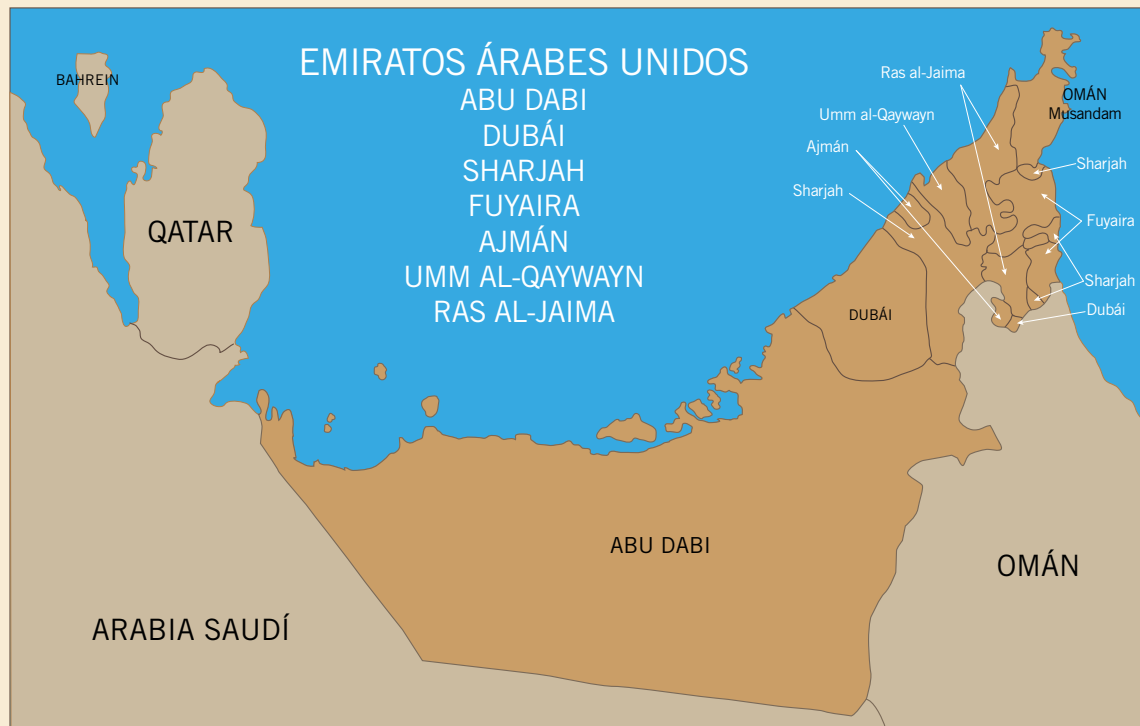 EMIRATOS ÁRABES UNIDOS
ABU DABI
DUBÁI
SHARJAH
FUYAIRA
AJMÁN
UMM AL-QAYWAYN
RAS AL-JAIMA
BAHREIN
QATAR
Ras al-Jaima
OMÁN
Musandam
Umm al-Qaywayn
Ajmán
Sharjah
Sharjah
Fuyaira
Sharjah
Dubái
DUBÁI
ABU DABI
OMÁN
ARABIA SAUDÍ